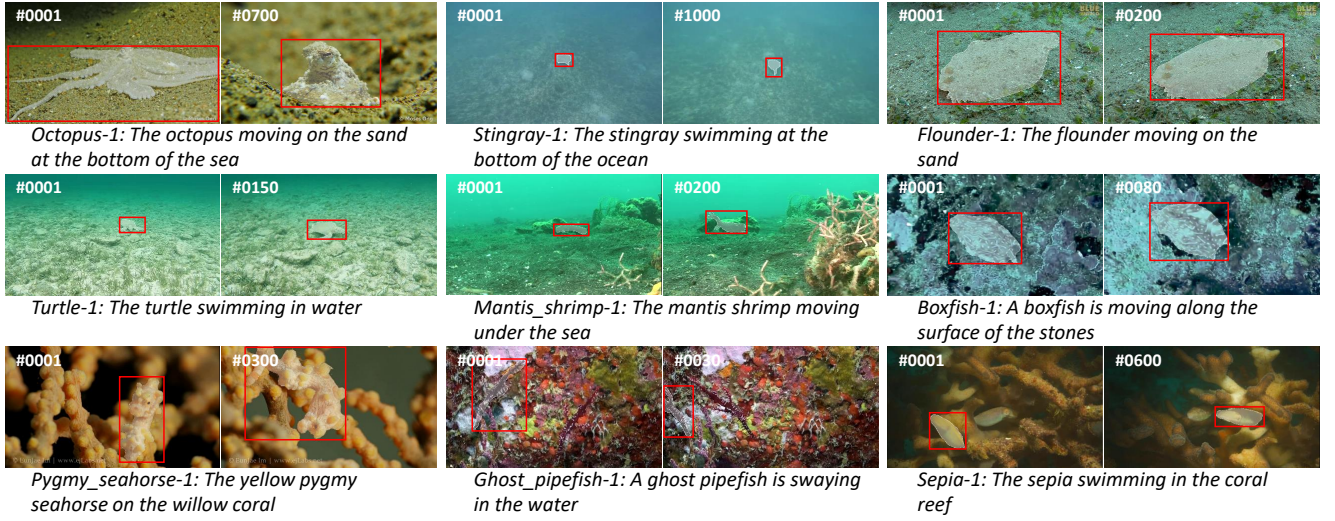 #0001
#0700
#0001
#1000
#0001
BLUE
#0200
BLUE
Octopus-1: The octopus moving on the sand
at the bottom of the sea
Stingray-1: The stingray swimming at the
bottom of the ocean
Flounder-1: The flounder moving on the
sand
#0001
#0150
#0001
#0200
#0001
#0080
Turtle-1: The turtle swimming in water
Mantis_shrimp-1: The mantis shrimp moving
under the sea
Boxfish-1: A boxfish is moving along the
surface of the stones
#0001
#0300
#0001
#0030
#0001
#0600
Pygmy_seahorse-1: The yellow pygmy
seahorse on the willow coral
Ghost_pipefish-1: A ghost pipefish is swaying
in the water
Sepia-1: The sepia swimming in the coral
reef